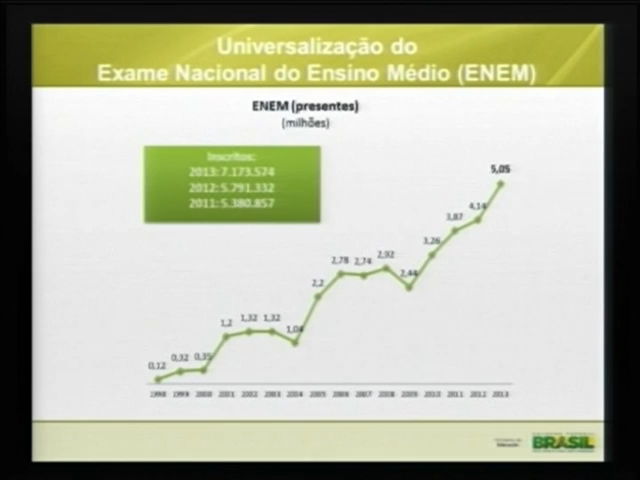 Universalização do
Exame Nacional do Ensino Médio (ENEM)
ENEM (presentes)
(milhões)
Inscritos:
2013: 7.173.574
2012: 5.791.332
2011: 5.380.857
0,12
0,32
0,35
1,2
1,32
1,32
1,04
2,2
2,78
2,74
2,92
2,44
3,26
3,87
4,14
5,05
1998 1999 2000 2001 2002 2003 2004 2005 2006 2007 2008 2009 2010 2011 2012 2013
Ministério da
Educação
BRASIL